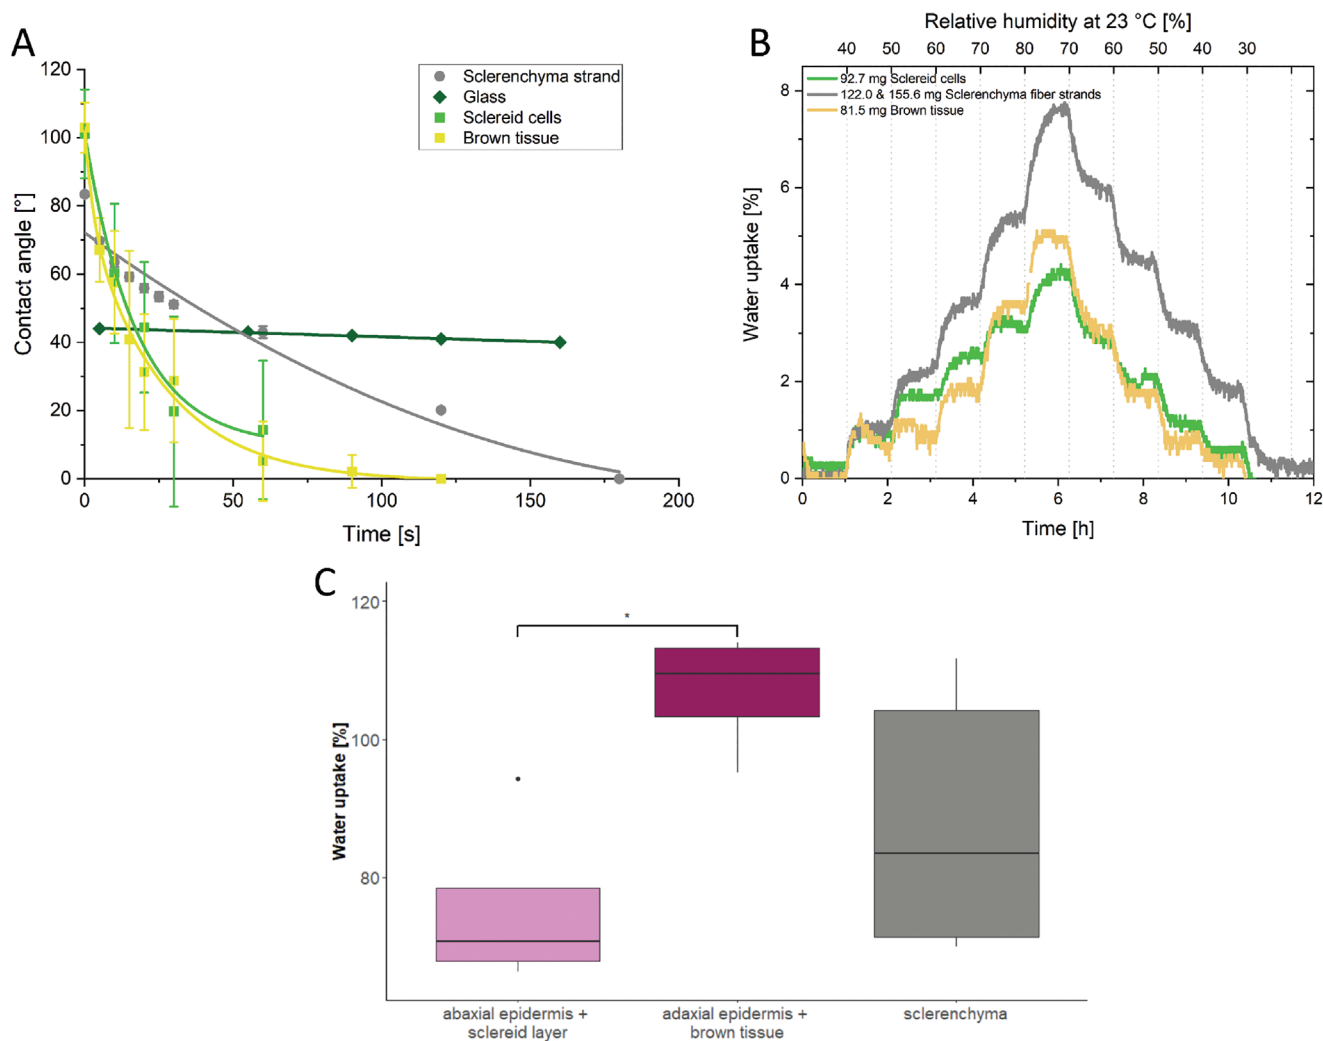 A
120
100
80
60
40
20
0
Contact angle [°]
0
50
100
150
200
Time [s]
Sclerenchyma strand
Glass
Sclereid cells
Brown tissue
B
Relative humidity at 23 °C [%]
40 50 60 70 80 70 60 50 40 30
92.7 mg Sclereid cells
122.0 & 155.6 mg Sclerenchyma fiber strands
81.5 mg Brown tissue
8
6
4
2
0
Water uptake [%]
0 2 4 6 8 10 12
Time [h]
C
120
100
80
Water uptake [%]
*
abaxial epidermis +
sclereid layer
adaxial epidermis +
brown tissue
sclerenchyma